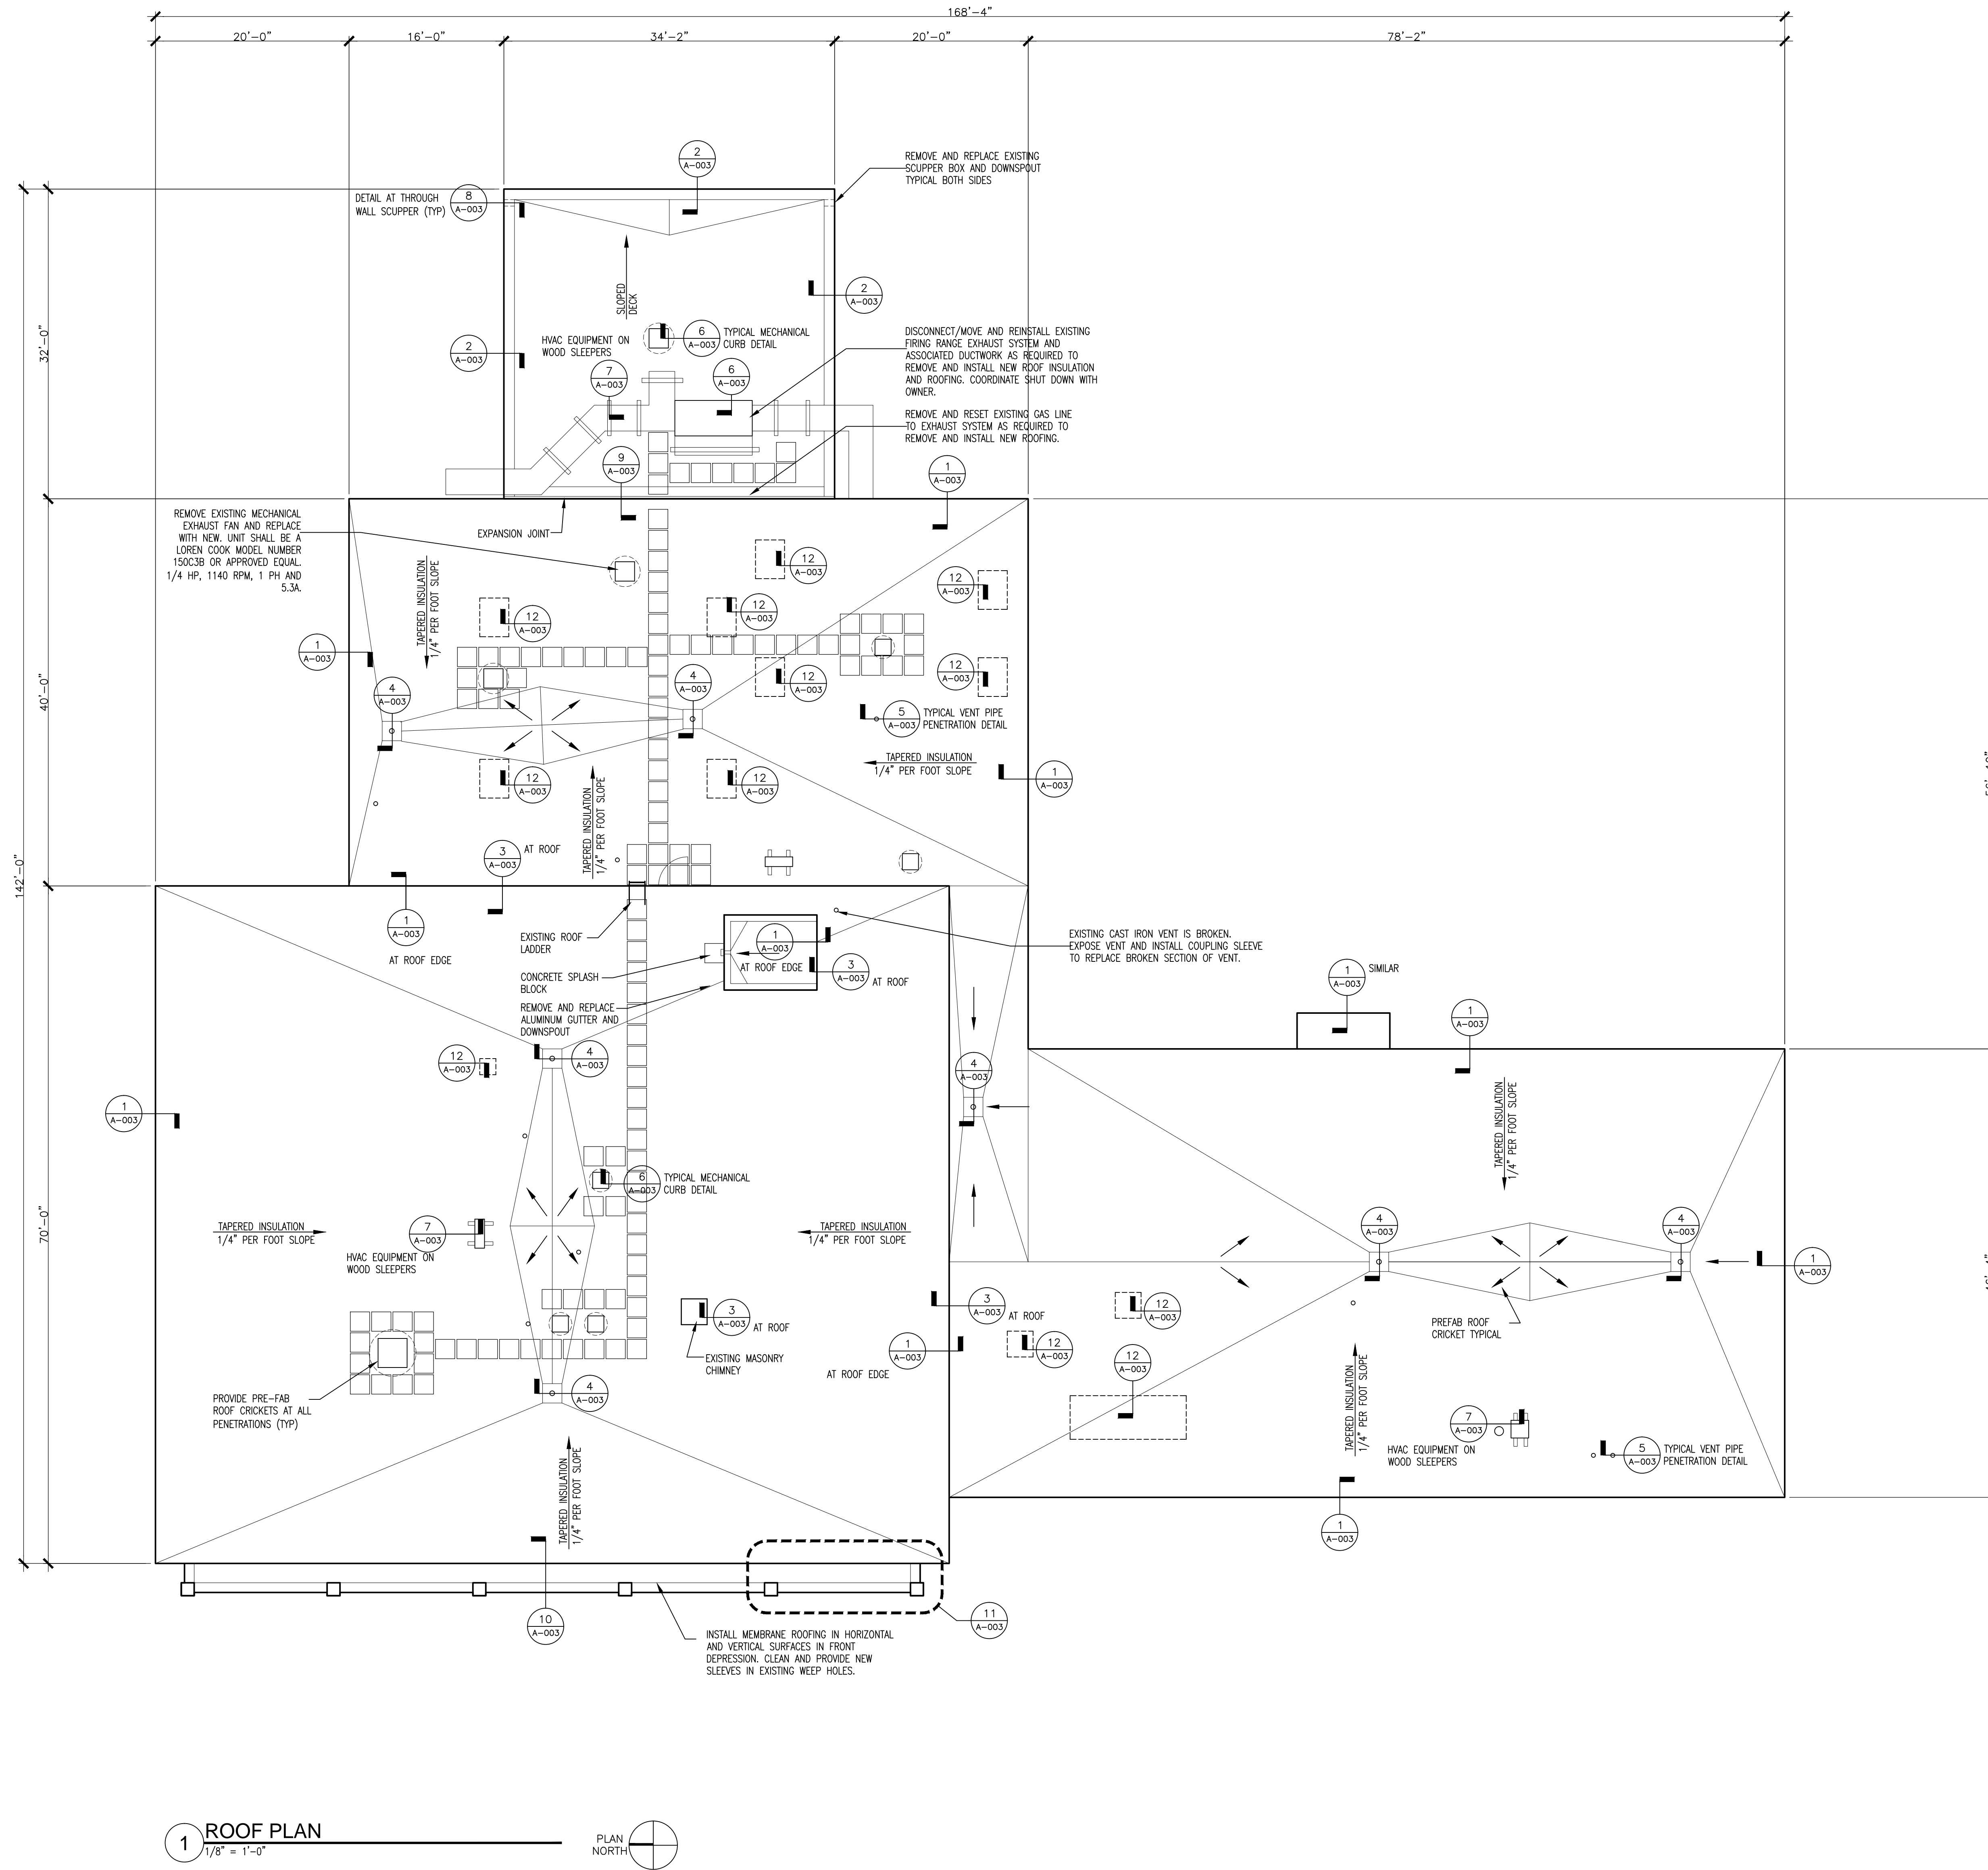 168'-4"
20'-0"
16'-0"
34'-2"
20'-0"
78'-2"
2
A-003
REMOVE AND REPLACE EXISTING
SCUPPER BOX AND DOWNSPOUT
TYPICAL BOTH SIDES
DETAIL AT THROUGH
WALL SCUPPER (TYP)
8
A-003
SLOPED
DECK
2
A-003
32'-0"
2
A-003
HVAC EQUIPMENT ON
WOOD SLEEPERS
6
A-003
TYPICAL MECHANICAL
CURB DETAIL
DISCONNECT/MOVE AND REINSTALL EXISTING
FIRING RANGE EXHAUST SYSTEM AND
ASSOCIATED DUCTWORK AS REQUIRED TO
REMOVE AND INSTALL NEW ROOF INSULATION
AND ROOFING. COORDINATE SHUT DOWN WITH
OWNER.
7
A-003
6
A-003
REMOVE AND RESET EXISTING GAS LINE
TO EXHAUST SYSTEM AS REQUIRED TO
REMOVE AND INSTALL NEW ROOFING.
9
A-003
1
A-003
REMOVE EXISTING MECHANICAL
EXHAUST FAN AND REPLACE
WITH NEW. UNIT SHALL BE A
LOREN COOK MODEL NUMBER
150C3B OR APPROVED EQUAL.
1/4 HP, 1140 RPM, 1 PH AND
5.3A.
EXPANSION JOINT
TAPERED INSULATION
1/4" PER FOOT SLOPE
12
A-003
12
A-003
12
A-003
12
A-003
1
A-003
12
A-003
12
A-003
40'-0"
4
A-003
4
A-003
5
A-003
TYPICAL VENT PIPE
PENETRATION DETAIL
TAPERED INSULATION
1/4" PER FOOT SLOPE
1
A-003
12
A-003
12
A-003
TAPERED INSULATION
1/4" PER FOOT SLOPE
3
A-003
AT ROOF
142'-0"
1
A-003
AT ROOF EDGE
EXISTING ROOF
LADDER
1
A-003
AT ROOF EDGE
3
A-003
AT ROOF
CONCRETE SPLASH
BLOCK
REMOVE AND REPLACE
ALUMINUM GUTTER AND
DOWNSPOUT
EXISTING CAST IRON VENT IS BROKEN.
EXPOSE VENT AND INSTALL COUPLING SLEEVE
TO REPLACE BROKEN SECTION OF VENT.
1
A-003
SIMILAR
1
A-003
12
A-003
4
A-003
4
A-003
1
A-003
TAPERED INSULATION
1/4" PER FOOT SLOPE
6
A-003
TYPICAL MECHANICAL
CURB DETAIL
70'-0"
TAPERED INSULATION
1/4" PER FOOT SLOPE
7
A-003
HVAC EQUIPMENT ON
WOOD SLEEPERS
TAPERED INSULATION
1/4" PER FOOT SLOPE
4
A-003
4
A-003
1
A-003
3
A-003
AT ROOF
3
A-003
AT ROOF
12
A-003
PREFAB ROOF
CRICKET TYPICAL
EXISTING MASONRY
CHIMNEY
1
A-003
AT ROOF EDGE
12
A-003
12
A-003
PROVIDE PRE-FAB
ROOF CRICKETS AT ALL
PENETRATIONS (TYP)
4
A-003
TAPERED INSULATION
1/4" PER FOOT SLOPE
7
A-003
HVAC EQUIPMENT ON
WOOD SLEEPERS
5
A-003
TYPICAL VENT PIPE
PENETRATION DETAIL
TAPERED INSULATION
1/4" PER FOOT SLOPE
1
A-003
10
A-003
11
A-003
INSTALL MEMBRANE ROOFING IN HORIZONTAL
AND VERTICAL SURFACES IN FRONT
DEPRESSION. CLEAN AND PROVIDE NEW
SLEEVES IN EXISTING WEEP HOLES.
1
ROOF PLAN
1/8" = 1'-0"
PLAN
NORTH